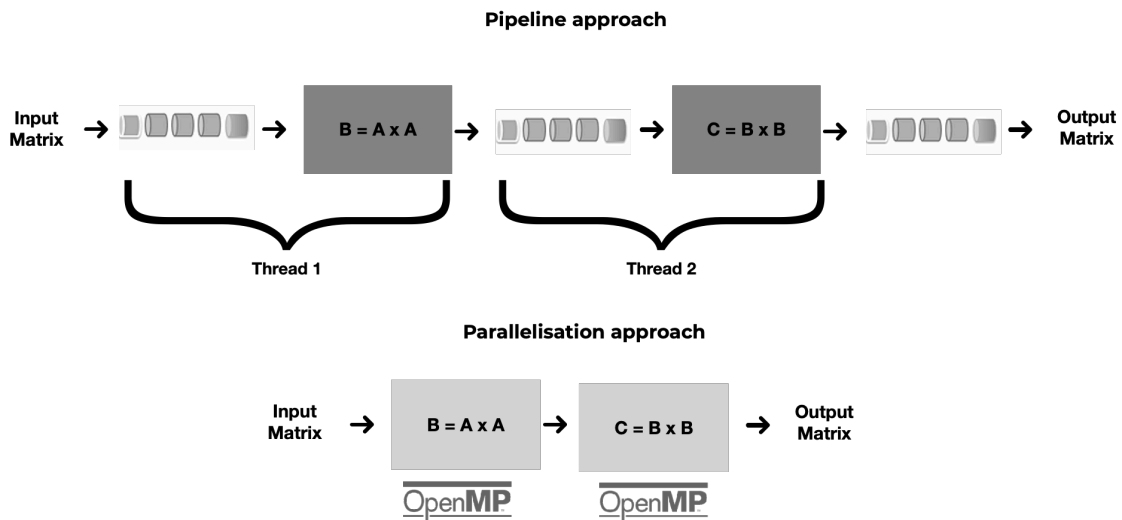 Pipeline approach
Input
Matrix
B = A x A
C = B x B
Output
Matrix
Thread 1
Thread 2
Parallelisation approach
Input
Matrix
B = A x A
C = B x B
Output
Matrix
OpenMP
OpenMP